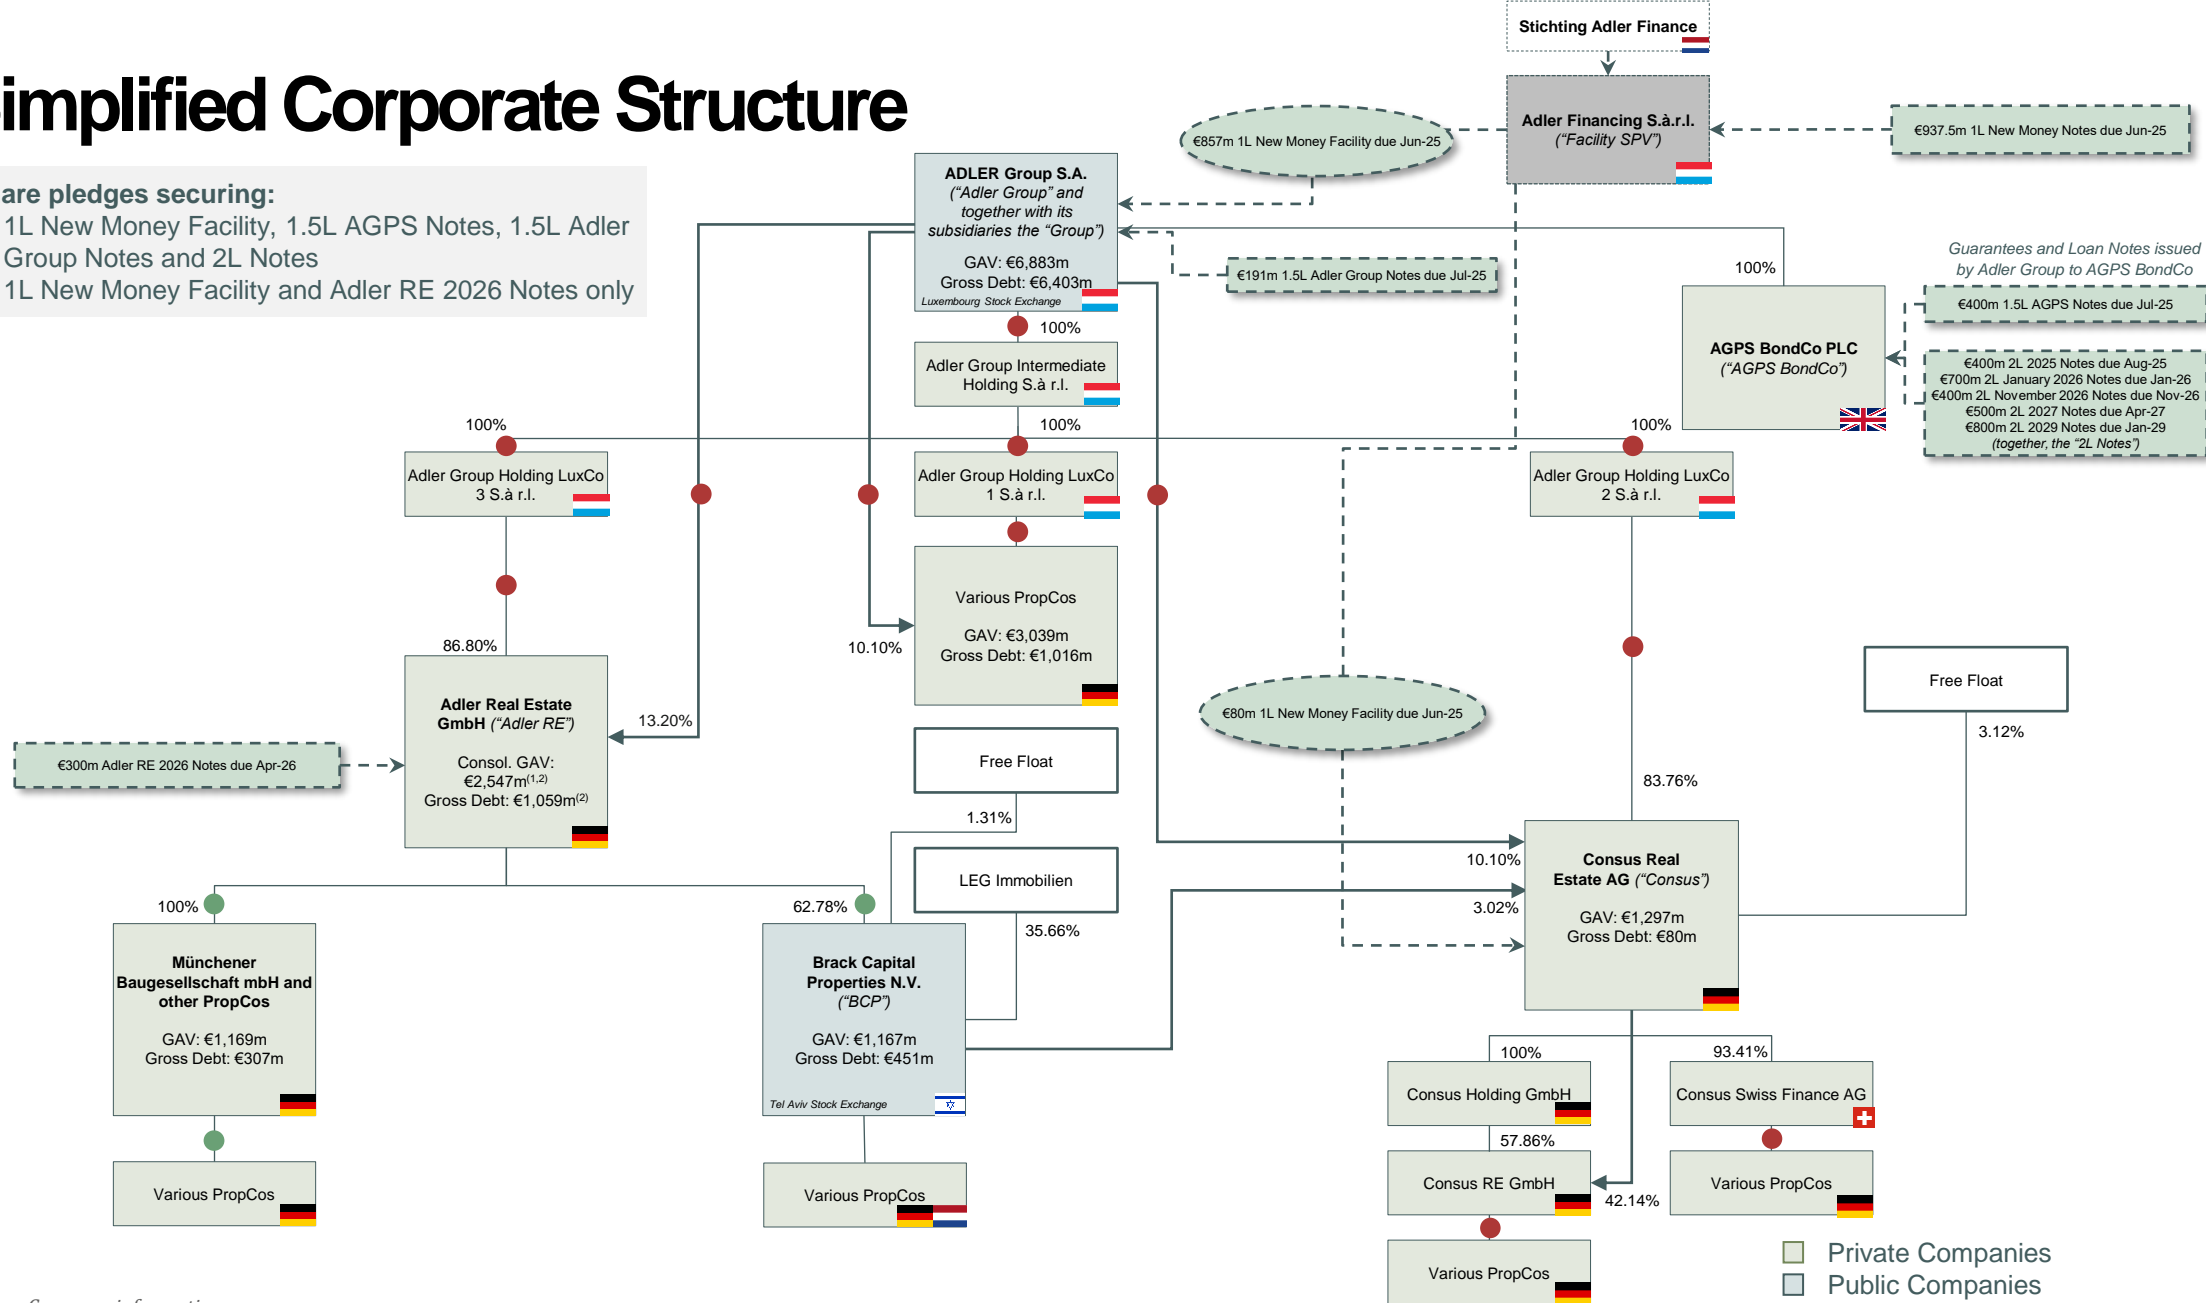 implified Corporate Structure
are pledges securing:
1L New Money Facility, 1.5L AGPS Notes, 1.5L Adler
Group Notes and 2L Notes
1L New Money Facility and Adler RE 2026 Notes only
Stichting Adler Finance
Adler Financing S.à.r.l.
("Facility SPV")
€857m 1L New Money Facility due Jun-25
€937.5m 1L New Money Notes due Jun-25
ADLER Group S.A.
("Adler Group" and
together with its
subsidiaries the "Group")
GAV: €6,883m
Gross Debt: €6,403m
Luxembourg Stock Exchange
€191m 1.5L Adler Group Notes due Jul-25
100%
Guarantees and Loan Notes issued
by Adler Group to AGPS BondCo
AGPS BondCo PLC
("AGPS BondCo")
€400m 1.5L AGPS Notes due Jul-25
€400m 2L 2025 Notes due Aug-25
€700m 2L January 2026 Notes due Jan-26
€400m 2L November 2026 Notes due Nov-26
€500m 2L 2027 Notes due Apr-27
€800m 2L 2029 Notes due Jan-29
(together, the "2L Notes")
100%
Adler Group Intermediate
Holding S.à r.l.
100%
100%
100%
Adler Group Holding LuxCo
3 S.à r.l.
Adler Group Holding LuxCo
1 S.à r.l.
Adler Group Holding LuxCo
2 S.à r.l.
Various PropCos
GAV: €3,039m
Gross Debt: €1,016m
10.10%
86.80%
Adler Real Estate
GmbH ("Adler RE")
Consol. GAV:
€2,547m(1,2)
Gross Debt: €1,059m(2)
13.20%
€300m Adler RE 2026 Notes due Apr-26
€80m 1L New Money Facility due Jun-25
Free Float
3.12%
Free Float
1.31%
LEG Immobilien
35.66%
83.76%
10.10%
3.02%
Consus Real
Estate AG ("Consus")
GAV: €1,297m
Gross Debt: €80m
100%
62.78%
Münchener
Baugesellschaft mbH and
other PropCos
GAV: €1,169m
Gross Debt: €307m
Brack Capital
Properties N.V.
("BCP")
GAV: €1,167m
Gross Debt: €451m
Tel Aviv Stock Exchange
Various PropCos
Various PropCos
100%
93.41%
Consus Holding GmbH
Consus Swiss Finance AG
57.86%
Consus RE GmbH
42.14%
Various PropCos
Various PropCos
Private Companies
Public Companies